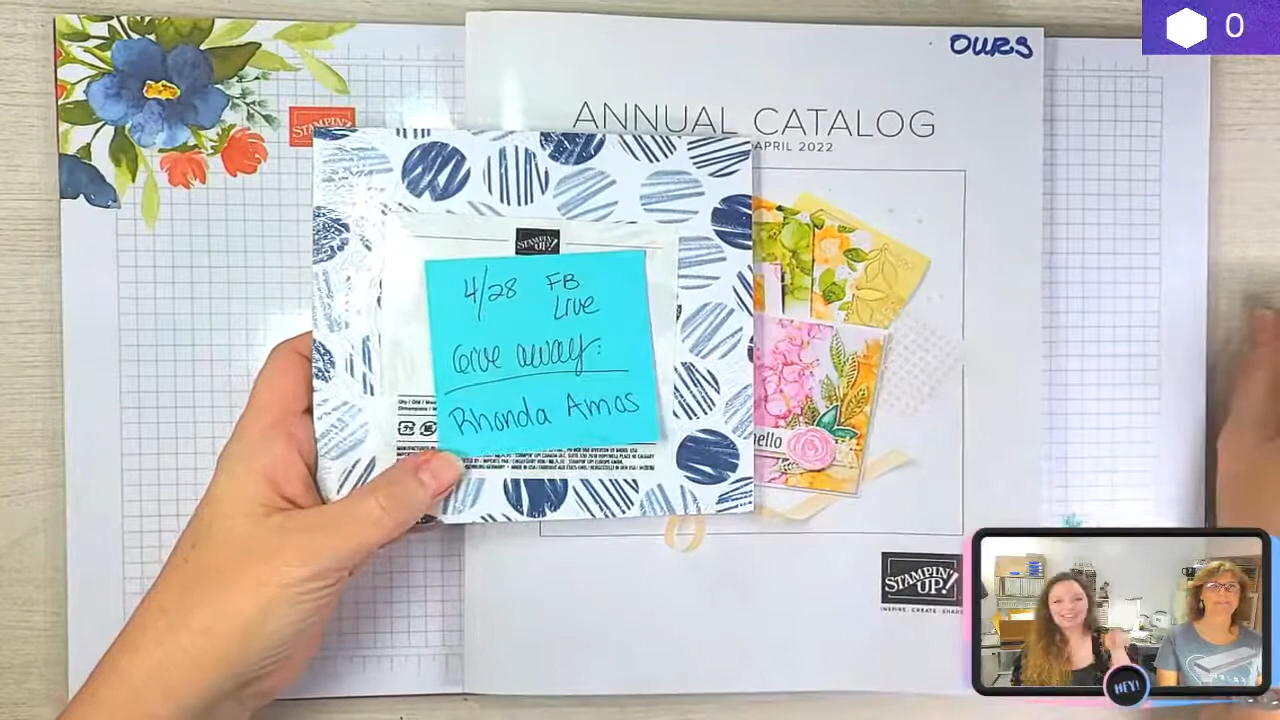 0
OURS
ANNUAL CATALOG
APRIL 2022
STAMPIN'
STAMPIN' UP!
4/28 FB
Live
Give away:
Rhonda Amos
hello
STAMPIN' UP!
INSPIRE · CREATE · SHARE
HEY!